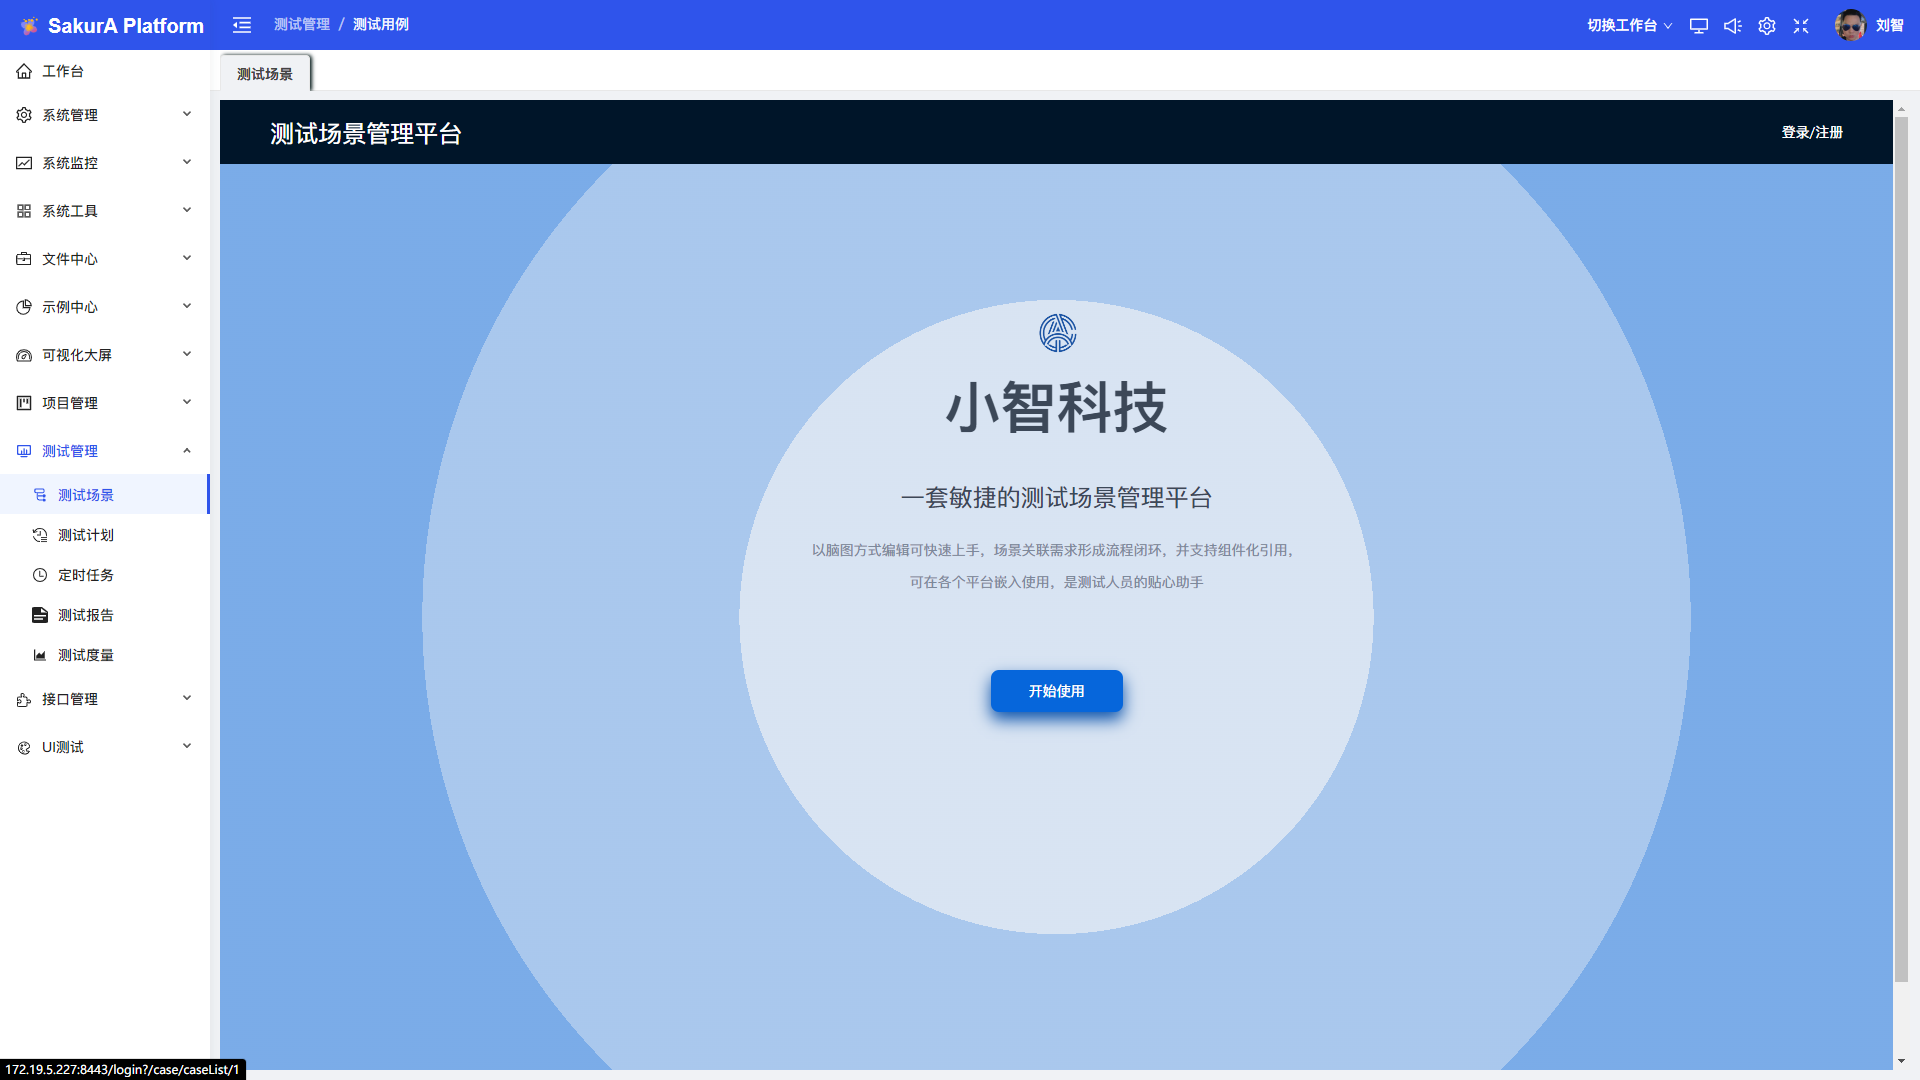 SakurA Platform
测试管理 / 测试用例
切换工作台
刘智
工作台
系统管理
系统监控
系统工具
文件中心
示例中心
可视化大屏
项目管理
测试管理
测试场景
测试计划
定时任务
测试报告
测试度量
接口管理
UI测试
测试场景
测试场景管理平台
登录/注册
小智科技
一套敏捷的测试场景管理平台
以脑图方式编辑可快速上手，场景关联需求形成流程闭环，并支持组件化引用，
可在各个平台嵌入使用，是测试人员的贴心助手
开始使用
172.19.5.227:8443/login?/case/caseList/1